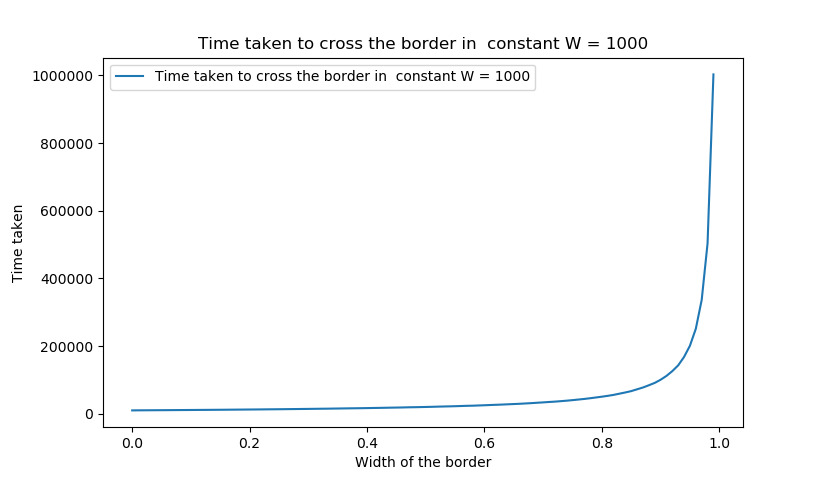 Time taken to cross the border in  constant W = 1000
Time taken to cross the border in  constant W = 1000
1000000
800000
600000
400000
200000
0
Time taken
0.0 0.2 0.4 0.6 0.8 1.0
Width of the border